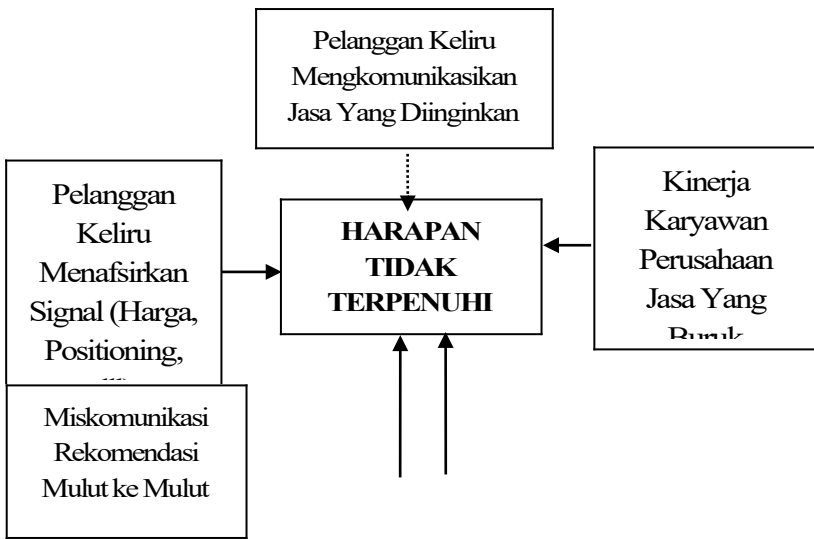 Pelanggan Keliru
Mengkomunikasikan
Jasa Yang Diinginkan
Pelanggan
Keliru
Menafsirkan
Signal (Harga,
Positioning,
HARAPAN
TIDAK
TERPENUHI
Kinerja
Karyawan
Perusahaan
Jasa Yang
Buruk
Miskomunikasi
Rekomendasi
Mulut ke Mulut